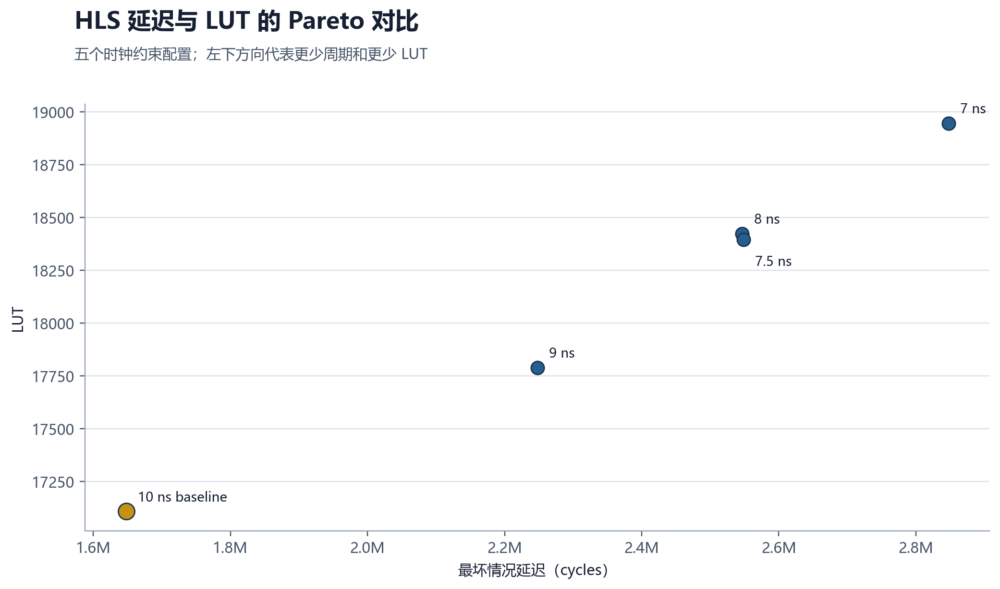 HLS 延迟与 LUT 的 Pareto 对比
五个时钟约束配置；左下方向代表更少周期和更少 LUT
19000
7 ns
18750
18500
8 ns
7.5 ns
18250
LUT
18000
9 ns
17750
17500
17250
10 ns baseline
1.6M 1.8M 2.0M 2.2M 2.4M 2.6M 2.8M
最坏情况延迟（cycles）